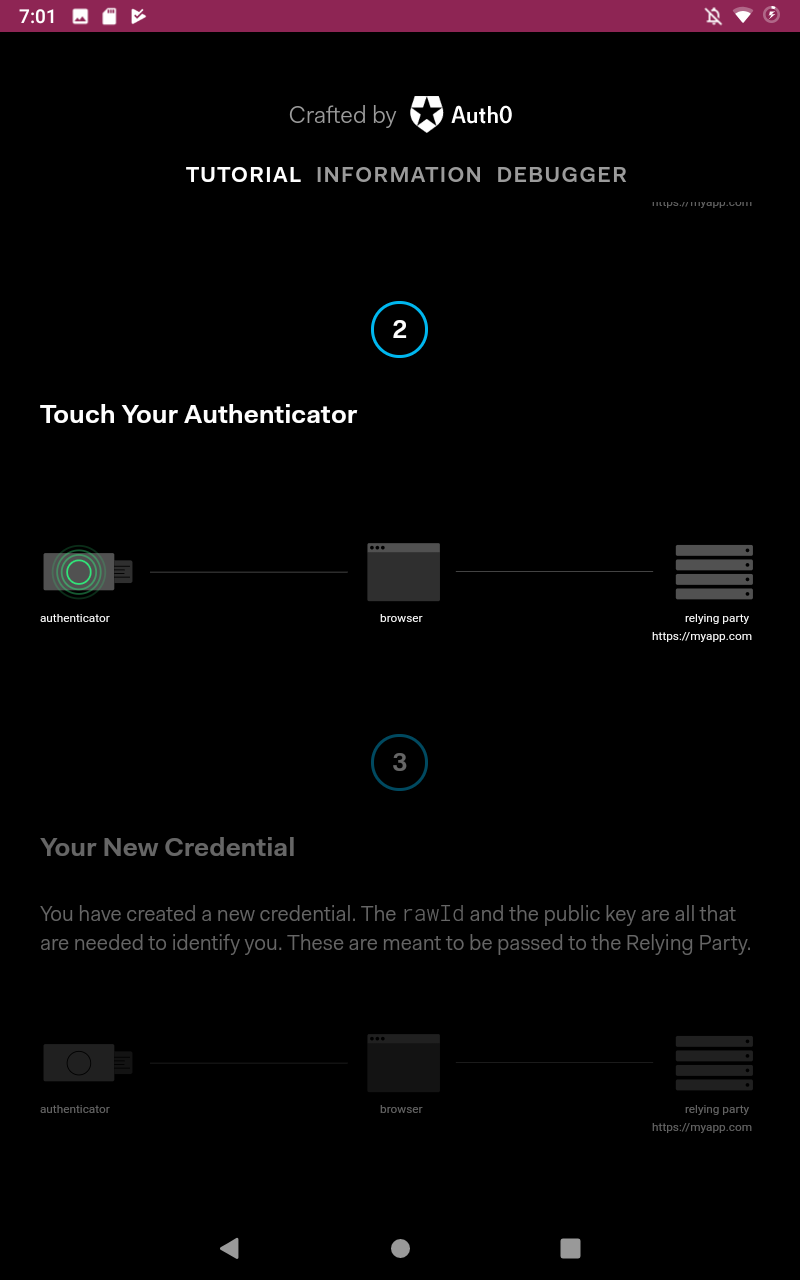 7:01
Crafted by Auth0
TUTORIAL INFORMATION DEBUGGER
https://myapp.com
2
Touch Your Authenticator
authenticator browser relying party
https://myapp.com
3
Your New Credential
You have created a new credential. The rawId and the public key are all that
are needed to identify you. These are meant to be passed to the Relying Party.
authenticator browser relying party
https://myapp.com